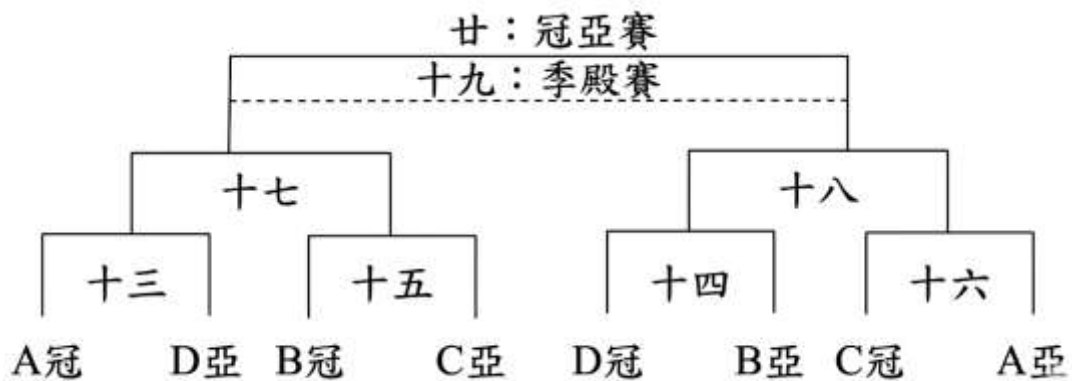 廿：冠亞賽
十九：季殿賽
十七 十八
十三 十五 十四 十六
A冠 D亞 B冠 C亞 D冠 B亞 C冠 A亞